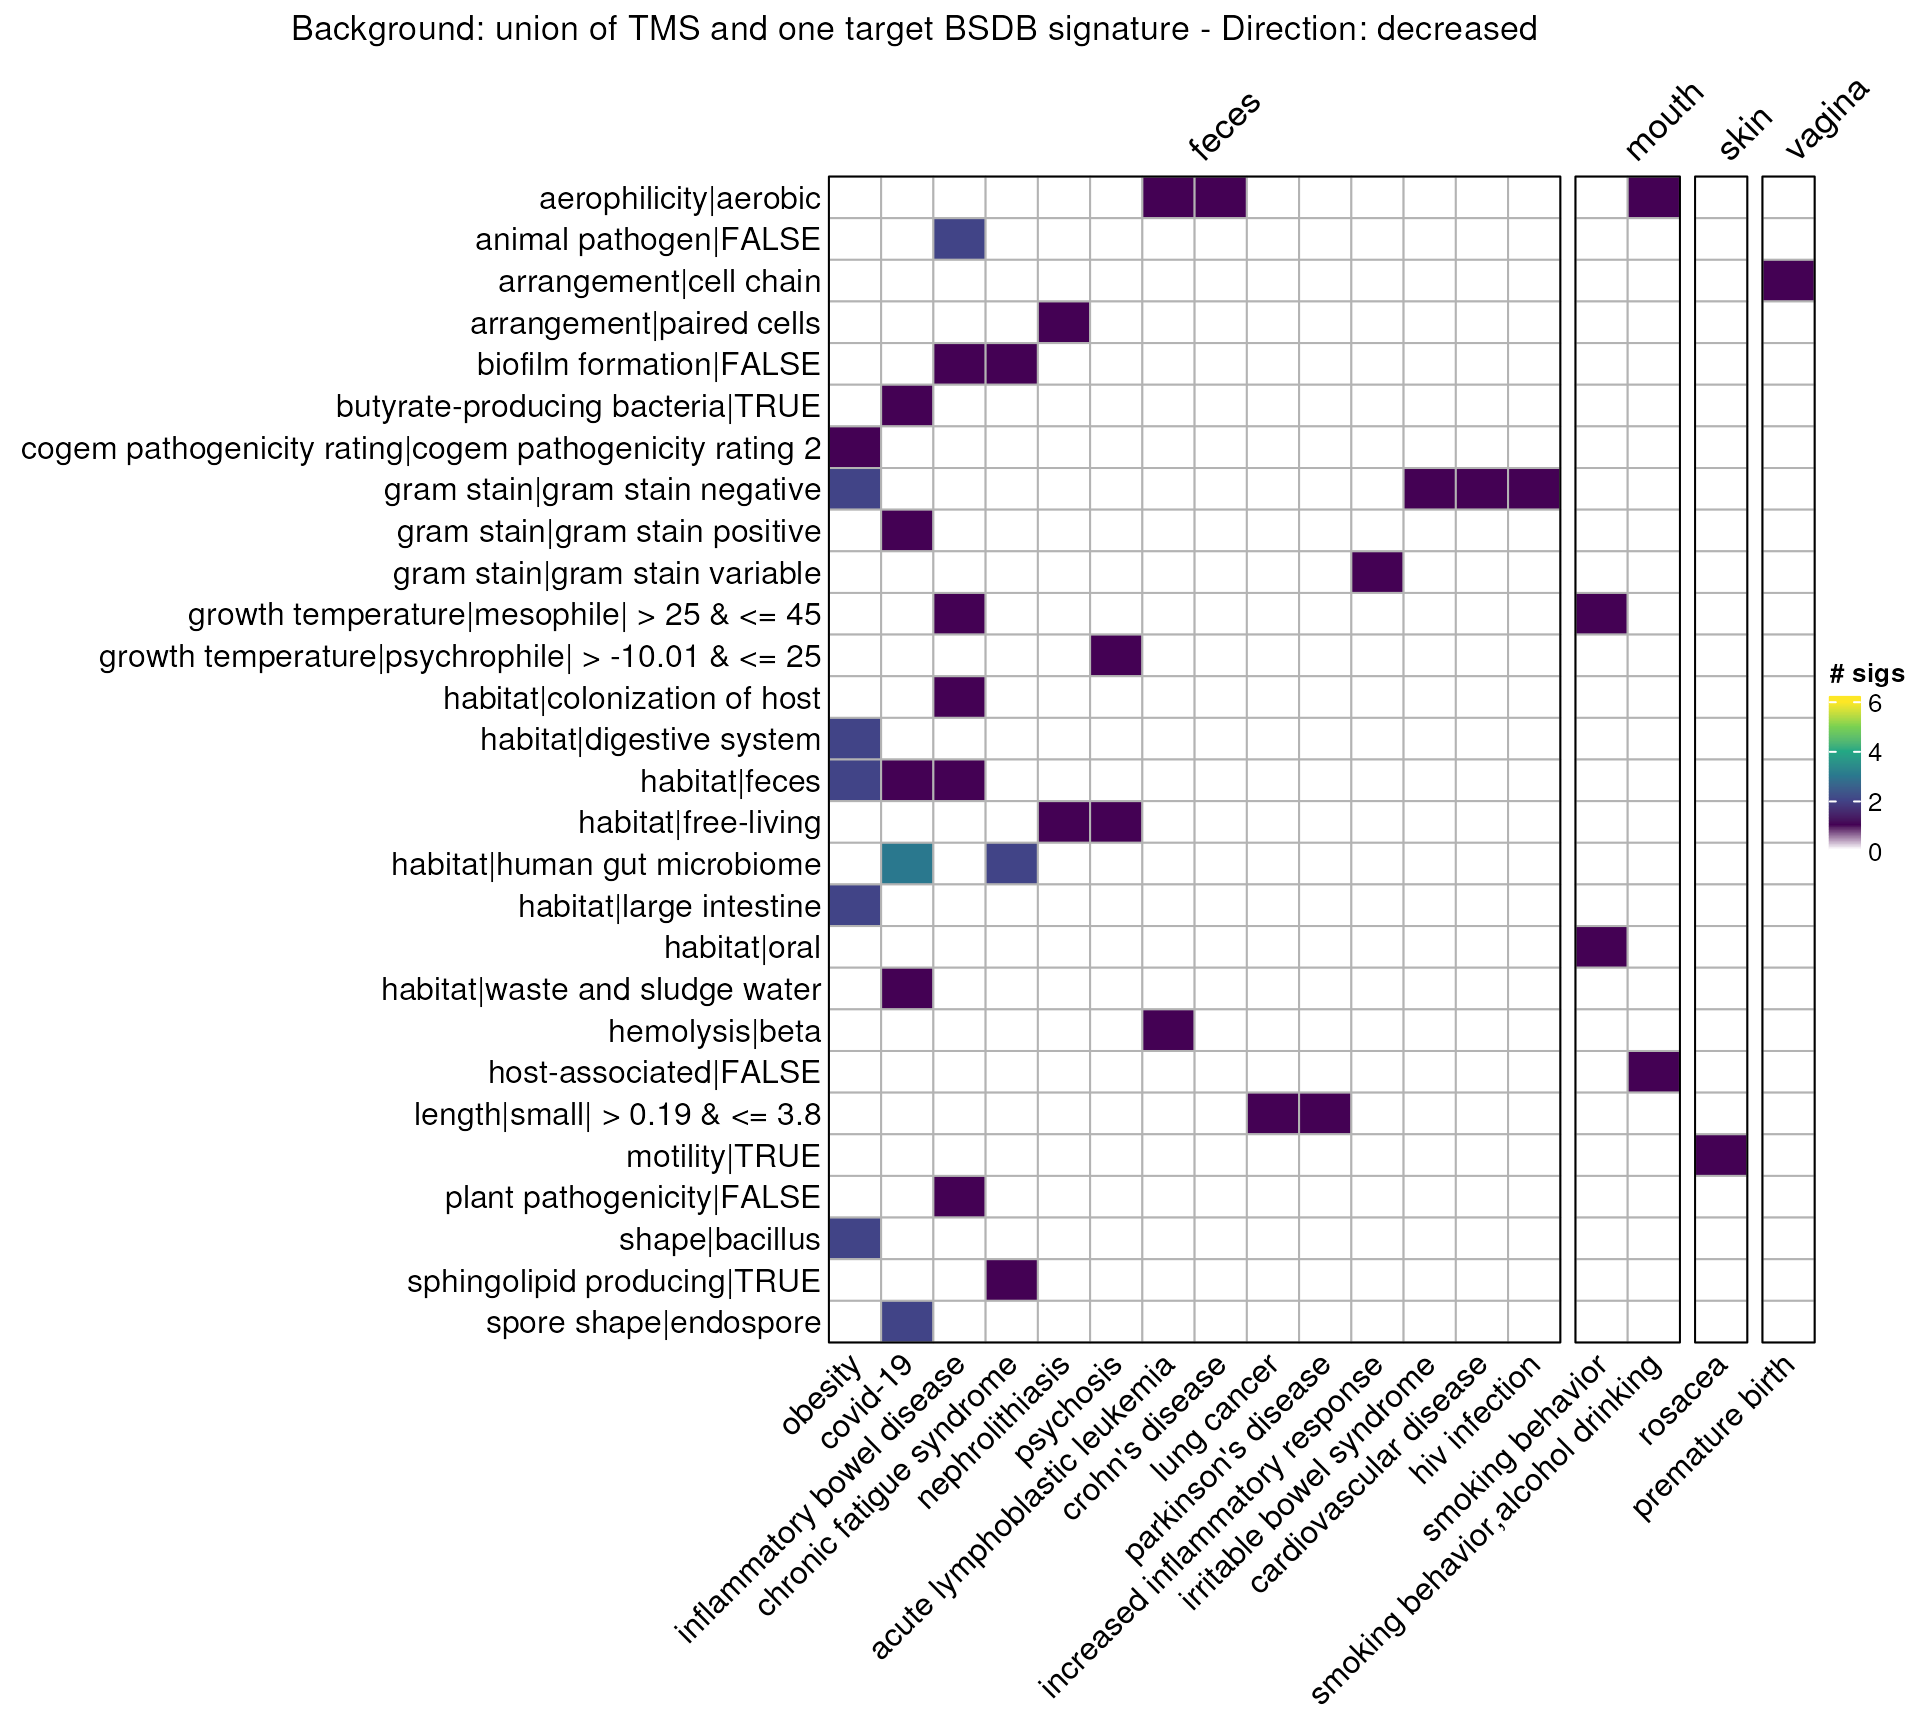 Background: union of TMS and one target BSDB signature - Direction: decreased
feces
mouth
skin
vagina
aerophilicity|aerobic
animal pathogen|FALSE
arrangement|cell chain
arrangement|paired cells
biofilm formation|FALSE
butyrate-producing bacteria|TRUE
cogem pathogenicity rating|cogem pathogenicity rating 2
gram stain|gram stain negative
gram stain|gram stain positive
gram stain|gram stain variable
growth temperature|mesophile| > 25 & <= 45
growth temperature|psychrophile| > -10.01 & <= 25
habitat|colonization of host
habitat|digestive system
habitat|feces
habitat|free-living
habitat|human gut microbiome
habitat|large intestine
habitat|oral
habitat|waste and sludge water
hemolysis|beta
host-associated|FALSE
length|small| > 0.19 & <= 3.8
motility|TRUE
plant pathogenicity|FALSE
shape|bacillus
sphingolipid producing|TRUE
spore shape|endospore
# sigs
6
4
2
0
obesity
covid-19
inflammatory bowel disease
chronic fatigue syndrome
nephrolithiasis
psychosis
acute lymphoblastic leukemia
crohn's disease
lung cancer
parkinson's disease
increased inflammatory response
irritable bowel syndrome
cardiovascular disease
hiv infection
smoking behavior
smoking behavior,alcohol drinking
rosacea
premature birth